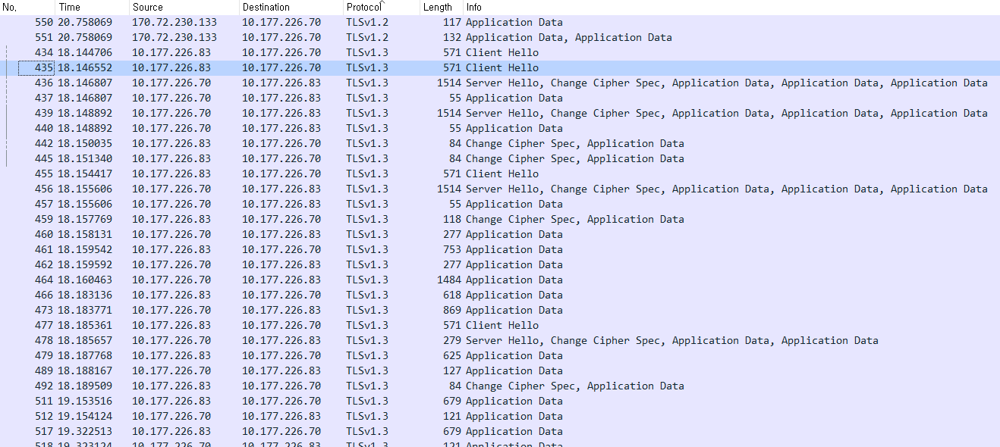 No. Time Source Destination Protocol Length Info
550 20.758069 170.72.230.133 10.177.226.70 TLSv1.2 117 Application Data
551 20.758069 170.72.230.133 10.177.226.70 TLSv1.2 132 Application Data, Application Data
434 18.144706 10.177.226.83 10.177.226.70 TLSv1.3 571 Client Hello
435 18.146552 10.177.226.83 10.177.226.70 TLSv1.3 571 Client Hello
436 18.146807 10.177.226.70 10.177.226.83 TLSv1.3 1514 Server Hello, Change Cipher Spec, Application Data, Application Data, Application Data
437 18.146807 10.177.226.70 10.177.226.83 TLSv1.3 55 Application Data
439 18.148892 10.177.226.70 10.177.226.83 TLSv1.3 1514 Server Hello, Change Cipher Spec, Application Data, Application Data, Application Data
440 18.148892 10.177.226.70 10.177.226.83 TLSv1.3 55 Application Data
442 18.150035 10.177.226.83 10.177.226.70 TLSv1.3 84 Change Cipher Spec, Application Data
445 18.151340 10.177.226.83 10.177.226.70 TLSv1.3 84 Change Cipher Spec, Application Data
455 18.154417 10.177.226.83 10.177.226.70 TLSv1.3 571 Client Hello
456 18.155606 10.177.226.70 10.177.226.83 TLSv1.3 1514 Server Hello, Change Cipher Spec, Application Data, Application Data, Application Data
457 18.155606 10.177.226.70 10.177.226.83 TLSv1.3 55 Application Data
459 18.157769 10.177.226.83 10.177.226.70 TLSv1.3 118 Change Cipher Spec, Application Data
460 18.158131 10.177.226.70 10.177.226.83 TLSv1.3 277 Application Data
461 18.159542 10.177.226.83 10.177.226.70 TLSv1.3 753 Application Data
462 18.159592 10.177.226.70 10.177.226.83 TLSv1.3 277 Application Data
464 18.160463 10.177.226.70 10.177.226.83 TLSv1.3 1484 Application Data
466 18.183136 10.177.226.83 10.177.226.70 TLSv1.3 618 Application Data
473 18.183771 10.177.226.70 10.177.226.83 TLSv1.3 869 Application Data
477 18.185361 10.177.226.83 10.177.226.70 TLSv1.3 571 Client Hello
478 18.185657 10.177.226.70 10.177.226.83 TLSv1.3 279 Server Hello, Change Cipher Spec, Application Data, Application Data
479 18.187768 10.177.226.83 10.177.226.70 TLSv1.3 625 Application Data
489 18.188167 10.177.226.70 10.177.226.83 TLSv1.3 127 Application Data
492 18.189509 10.177.226.83 10.177.226.70 TLSv1.3 84 Change Cipher Spec, Application Data
511 19.153516 10.177.226.83 10.177.226.70 TLSv1.3 679 Application Data
512 19.154124 10.177.226.70 10.177.226.83 TLSv1.3 121 Application Data
517 19.322513 10.177.226.83 10.177.226.70 TLSv1.3 679 Application Data
518 19.323124 10.177.226.70 10.177.226.83 TLSv1.3 121 Application Data